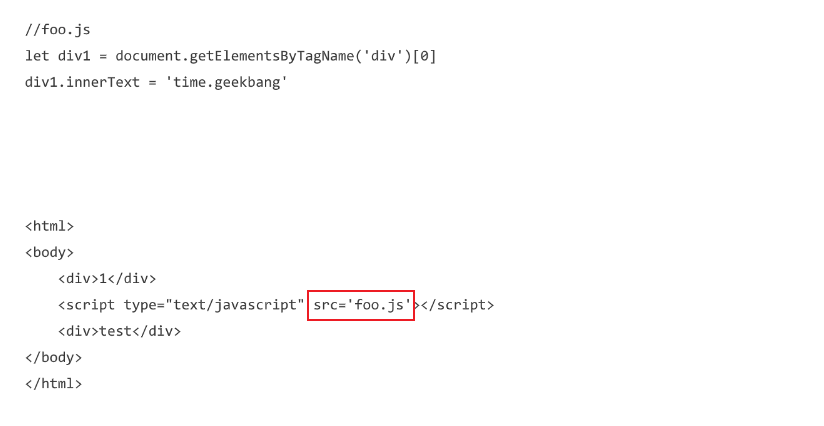 //foo.js
let div1 = document.getElementsByTagName('div')[0]
div1.innerText = 'time.geekbang'
<html>
<body>
    <div>1</div>
    <script type="text/javascript" src='foo.js'></script>
    <div>test</div>
</body>
</html>